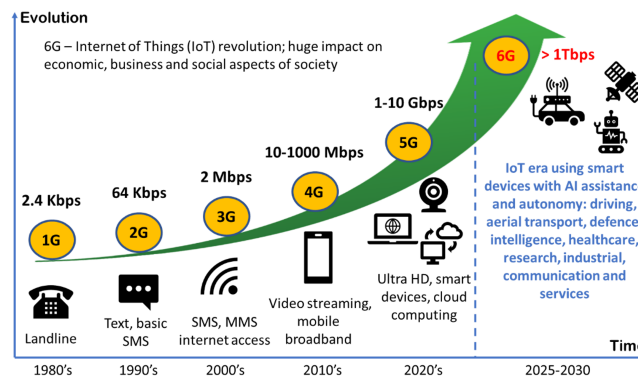 Evolution
6G – Internet of Things (IoT) revolution; huge impact on
economic, business and social aspects of society
6G
> 1Tbps
1-10 Gbps
5G
10-1000 Mbps
4G
2 Mbps
3G
64 Kbps
2G
2.4 Kbps
1G
IoT era using smart
devices with AI assistance
and autonomy: driving,
aerial transport, defence
intelligence, healthcare,
research, industrial,
communication and
services
Landline
Text, basic
SMS
SMS, MMS
internet access
Video streaming,
mobile
broadband
Ultra HD, smart
devices, cloud
computing
Time
1980's
1990's
2000's
2010's
2020's
2025-2030